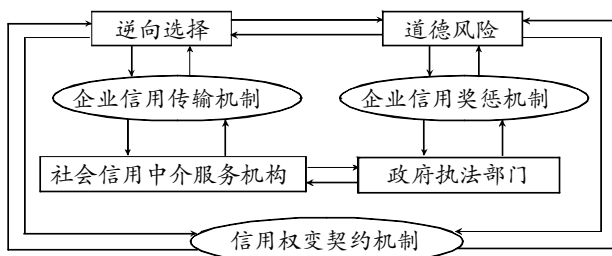 逆向选择
道德风险
企业信用传输机制
企业信用奖惩机制
社会信用中介服务机构
政府执法部门
信用权变契约机制